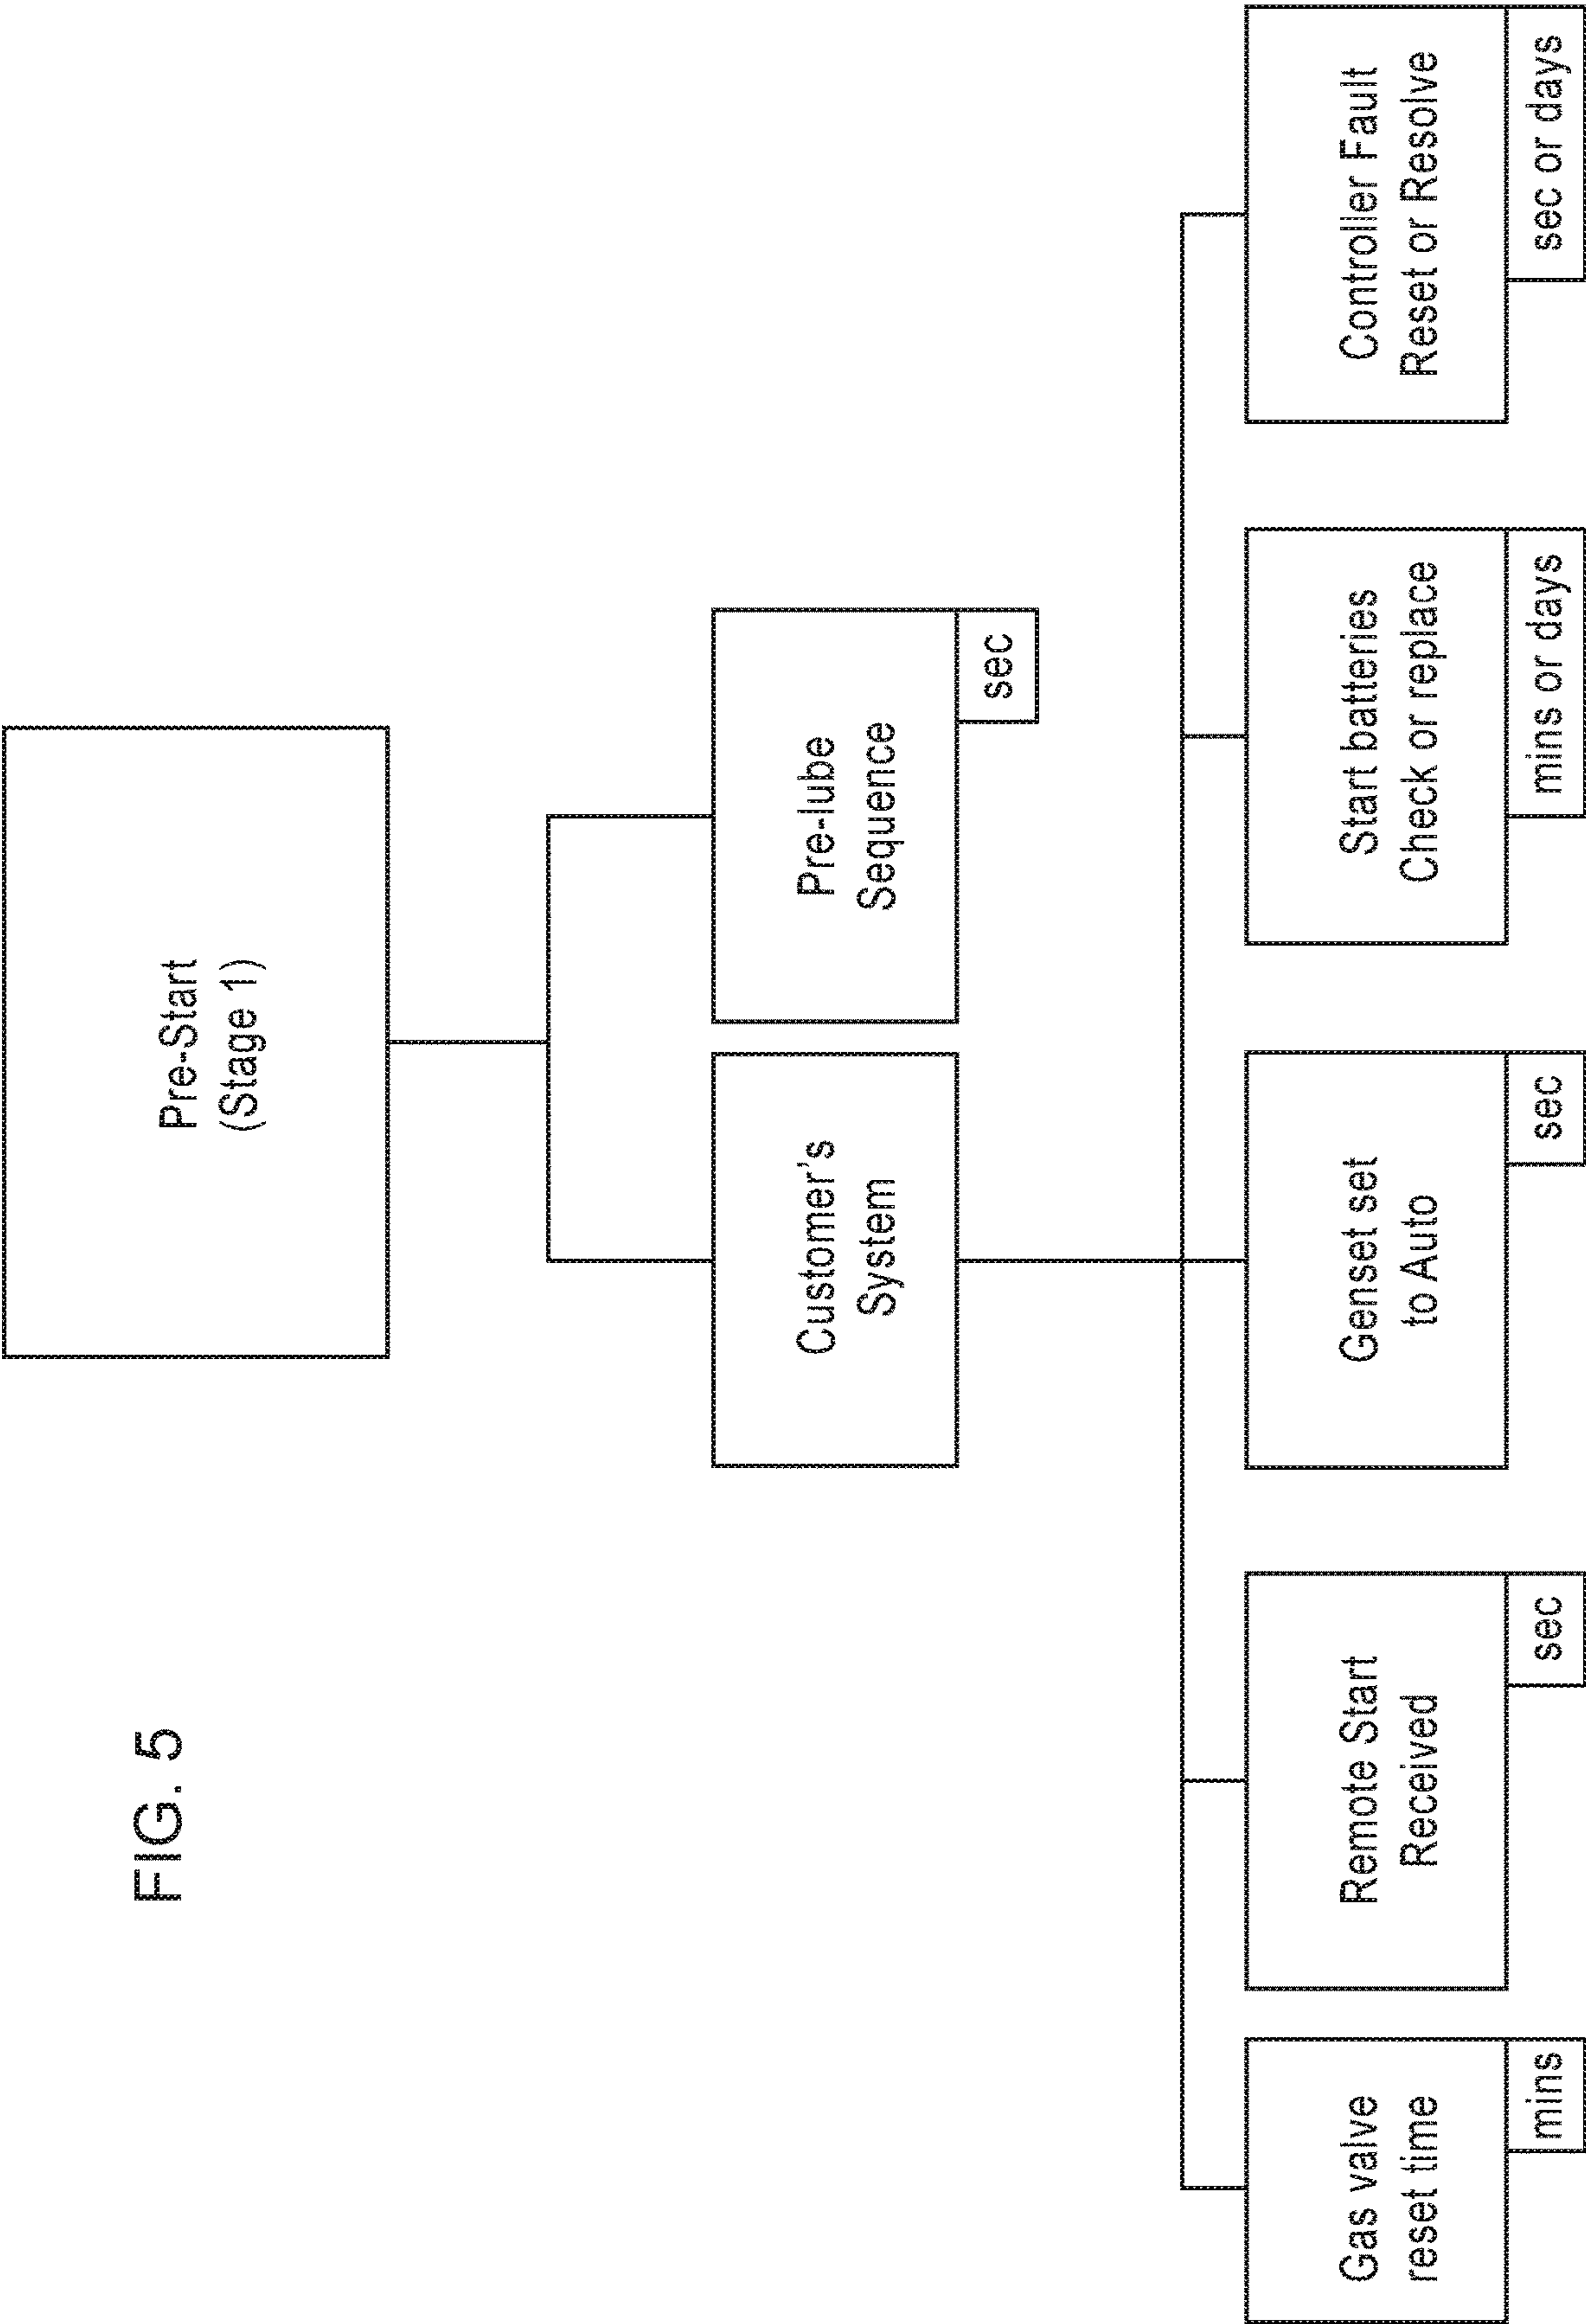 FIG. 5
Pre-Start
(Stage 1)
Customer's
System
Pre-lube
Sequence
sec
Gas valve
reset time
mins
Remote Start
Received
sec
Genset set
to Auto
sec
Start batteries
Check or replace
mins or days
Controller Fault
Reset or Resolve
sec or days